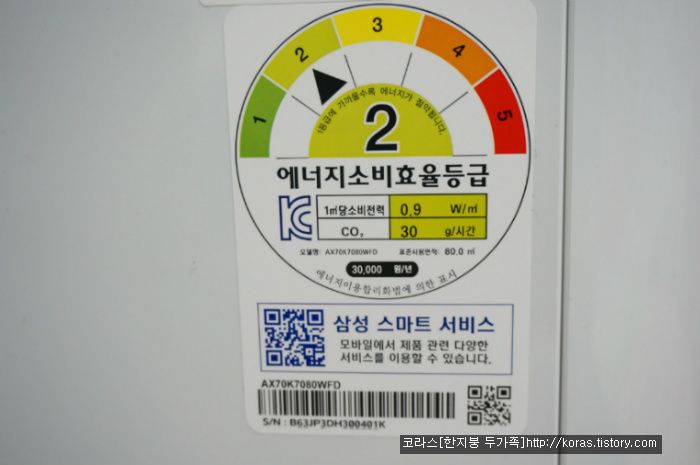 1 2 3 4 5
1등급에 가까울수록 에너지가 절약됩니다.
2
에너지소비효율등급
1㎡당소비전력 0.9 W/㎡
CO₂ 30 g/시간
모델명: AX70K7080WFD 표준사용면적: 80.0 ㎡
30,000 원/년
에너지이용합리화법에 의한 표시
삼성 스마트 서비스
모바일에서 제품 관련 다양한
서비스를 이용할 수 있습니다.
AX70K7080WFD
S/N : B63JP3DH300401K
코라스[한지붕 두가족]http://koras.tistory.com